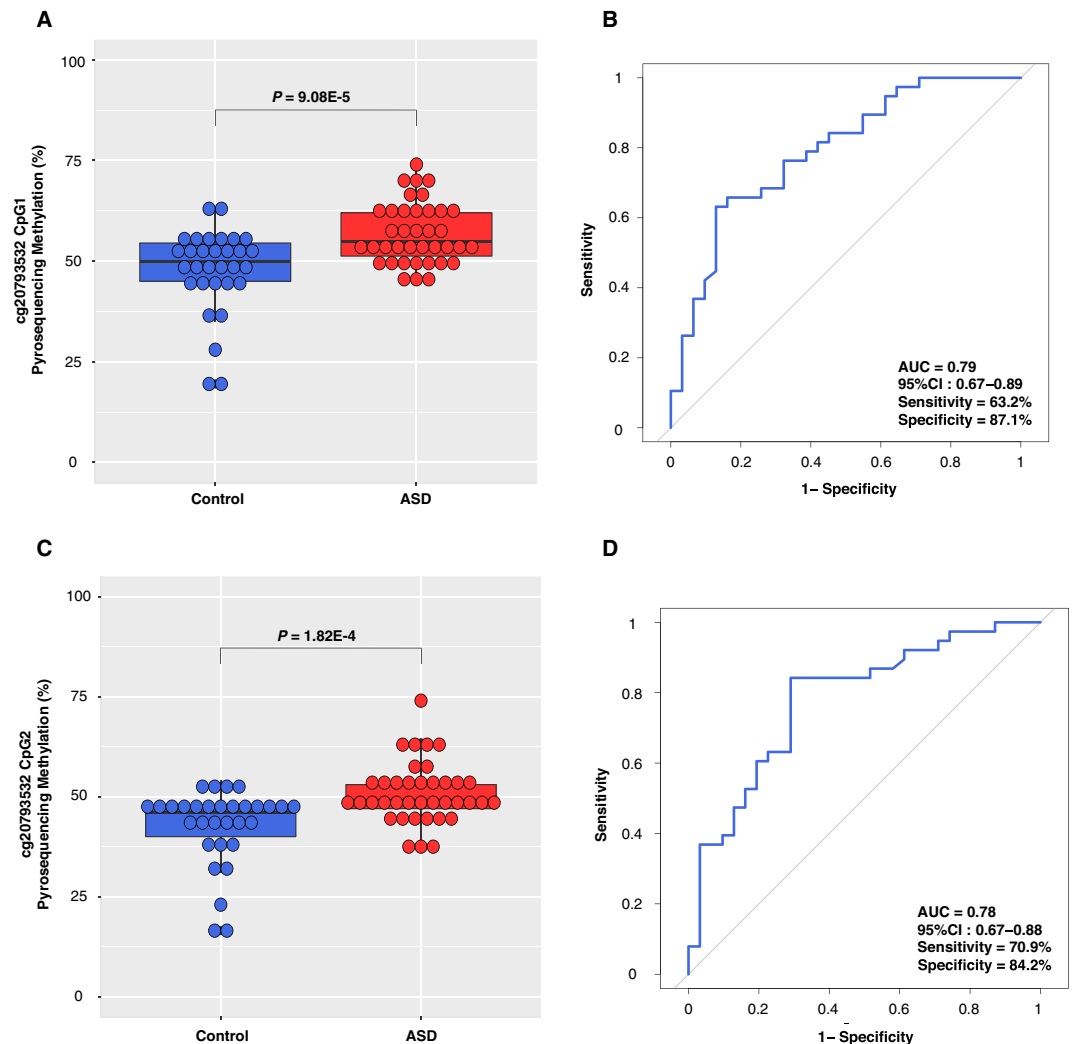 A
cg20793532 CpG1
Pyrosequencing Methylation (%)
100
75
50
25
0
P = 9.08E-5
Control
ASD
B
Sensitivity
1
0.8
0.6
0.4
0.2
0
AUC = 0.79
95%CI : 0.67–0.89
Sensitivity = 63.2%
Specificity = 87.1%
0
0.2
0.4
0.6
0.8
1
1– Specificity
C
cg20793532 CpG2
Pyrosequencing Methylation (%)
100
75
50
25
0
P = 1.82E-4
Control
ASD
D
Sensitivity
1
0.8
0.6
0.4
0.2
0
AUC = 0.78
95%CI : 0.67–0.88
Sensitivity = 70.9%
Specificity = 84.2%
0
0.2
0.4
0.6
0.8
1
1– Specificity